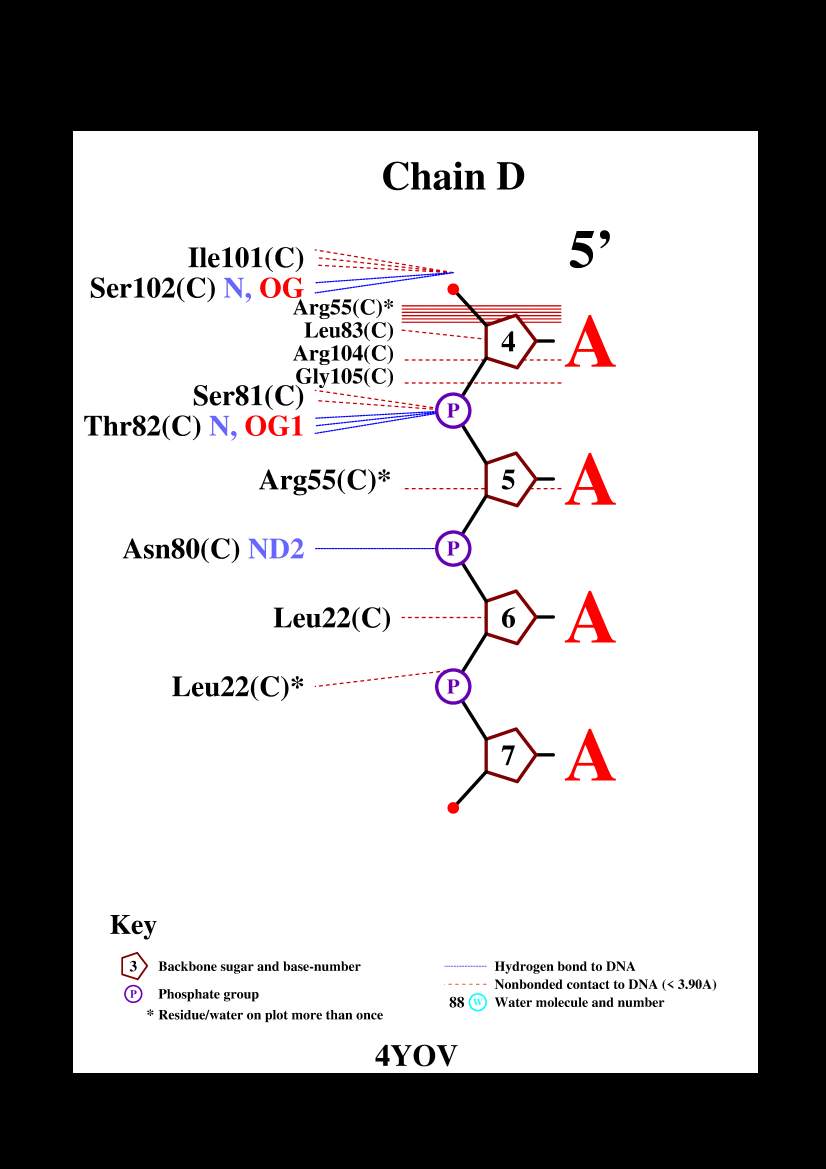 Chain D
5’
Ile101(C)
Ser102(C) N, OG
Arg55(C)*
Leu83(C)
4
A
Arg104(C)
Gly105(C)
Ser81(C)
P
Thr82(C) N, OG1
Arg55(C)*
5
A
Asn80(C) ND2
P
Leu22(C)
6
A
Leu22(C)*
P
7
A
Key
3 Backbone sugar and base-number
P Phosphate group
* Residue/water on plot more than once
Hydrogen bond to DNA
Nonbonded contact to DNA (< 3.90A)
88 W Water molecule and number
4YOV